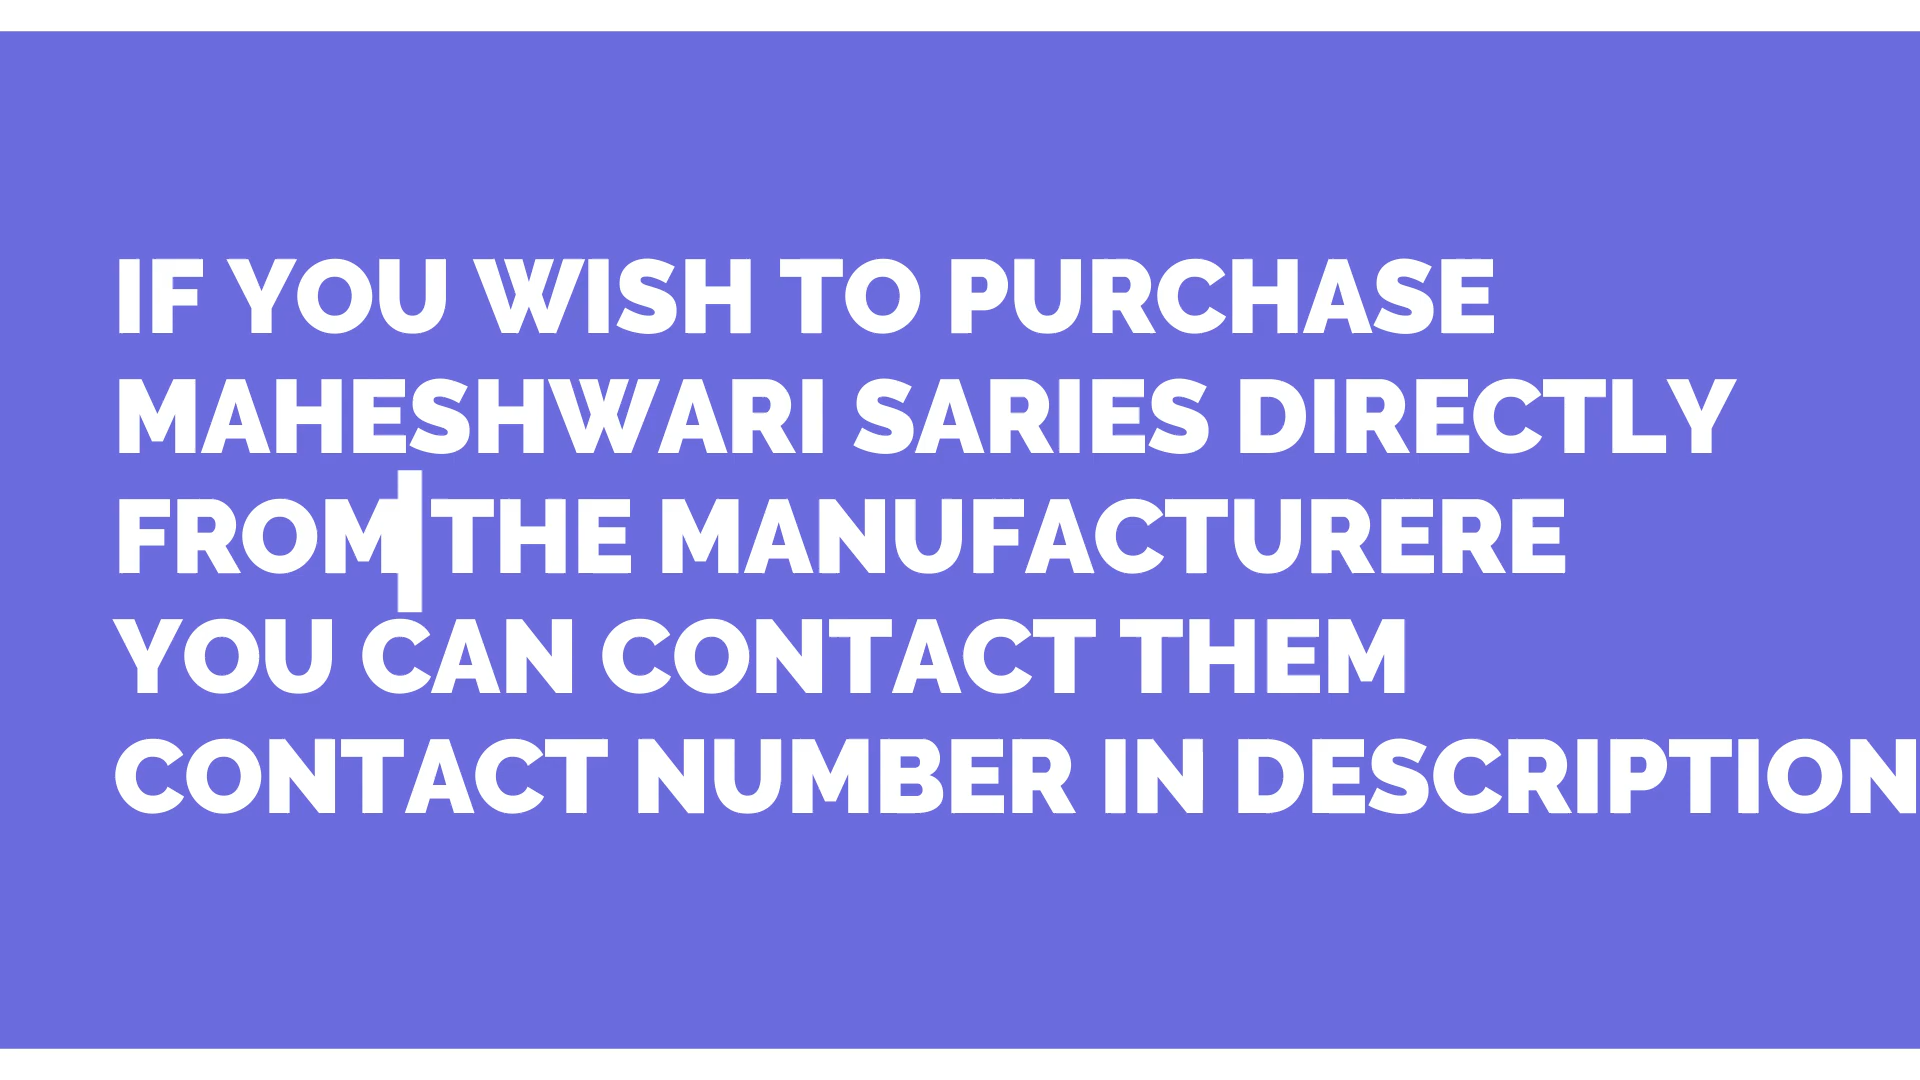 IF YOU WISH TO PURCHASE
MAHESHWARI SARIES DIRECTLY
FROM THE MANUFACTURERE
YOU CAN CONTACT THEM
CONTACT NUMBER IN DESCRIPTION